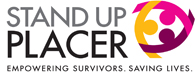 STAND UP
PLACER
EMPOWERING SURVIVORS. SAVING LIVES